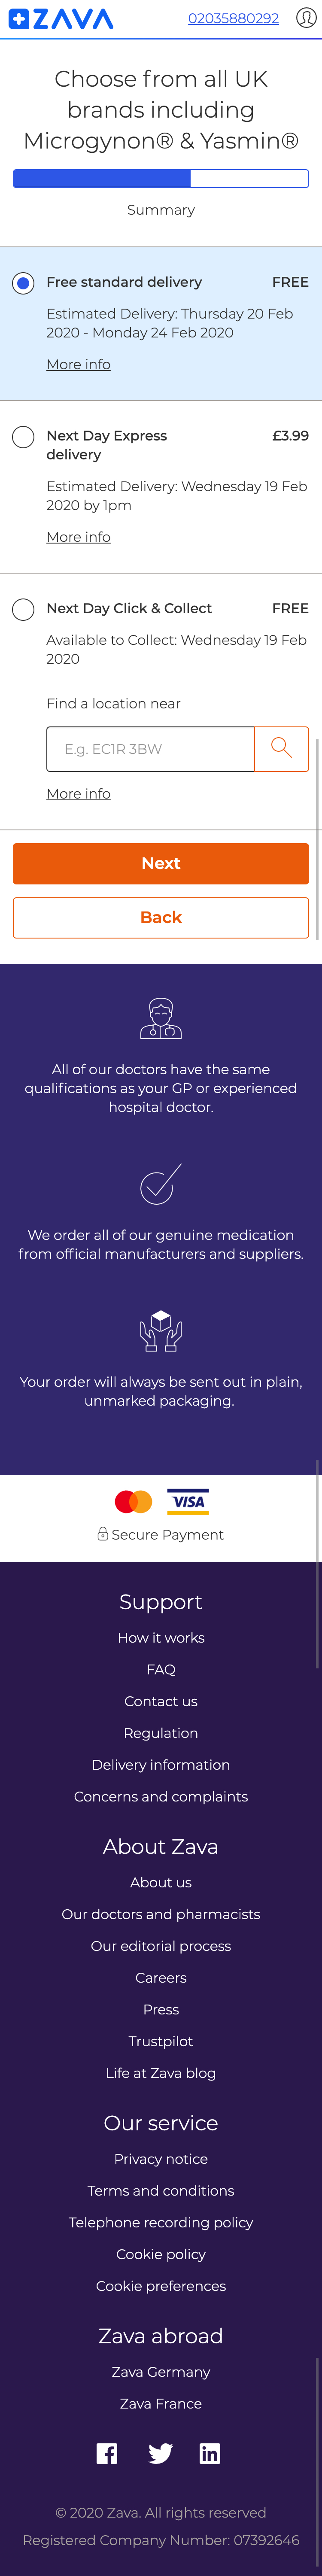 ZAVA 02035880292
Choose from all UK
brands including
Microgynon® & Yasmin®
Summary
Free standard delivery FREE
Estimated Delivery: Thursday 20 Feb
2020 - Monday 24 Feb 2020
More info
Next Day Express £3.99
delivery
Estimated Delivery: Wednesday 19 Feb
2020 by 1pm
More info
Next Day Click & Collect FREE
Available to Collect: Wednesday 19 Feb
2020
Find a location near
E.g. EC1R 3BW
More info
Next
Back
All of our doctors have the same
qualifications as your GP or experienced
hospital doctor.
We order all of our genuine medication
from official manufacturers and suppliers.
Your order will always be sent out in plain,
unmarked packaging.
VISA
Secure Payment
Support
How it works
FAQ
Contact us
Regulation
Delivery information
Concerns and complaints
About Zava
About us
Our doctors and pharmacists
Our editorial process
Careers
Press
Trustpilot
Life at Zava blog
Our service
Privacy notice
Terms and conditions
Telephone recording policy
Cookie policy
Cookie preferences
Zava abroad
Zava Germany
Zava France
© 2020 Zava. All rights reserved
Registered Company Number: 07392646